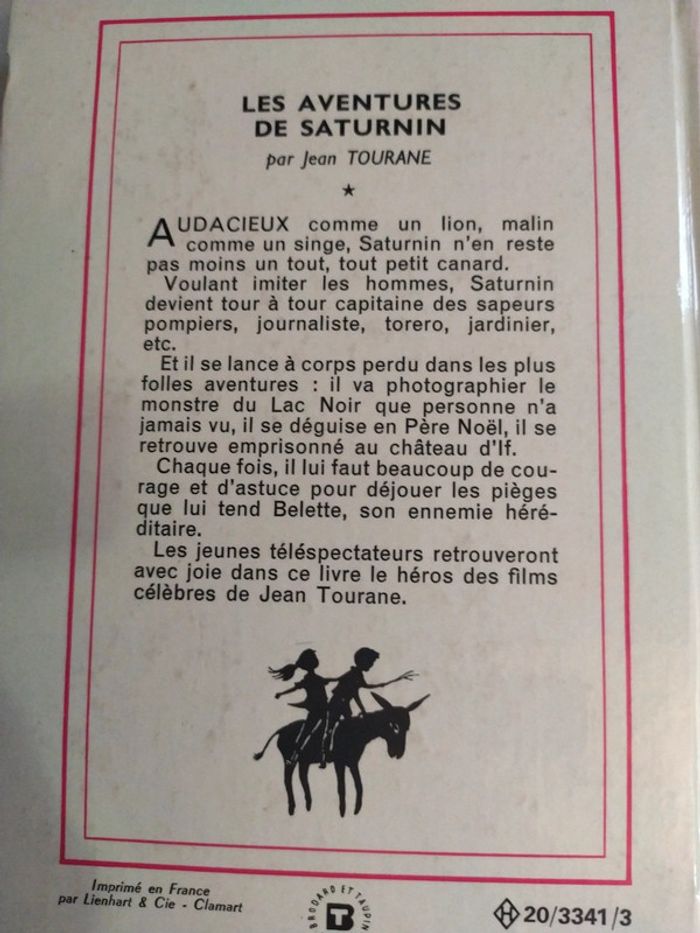 LES AVENTURES
DE SATURNIN
par Jean TOURANE
★
AUDACIEUX comme un lion, malin
comme un singe, Saturnin n'en reste
pas moins un tout, tout petit canard.
Voulant imiter les hommes, Saturnin
devient tour à tour capitaine des sapeurs
pompiers, journaliste, torero, jardinier,
etc.
Et il se lance à corps perdu dans les plus
folles aventures : il va photographier le
monstre du Lac Noir que personne n'a
jamais vu, il se déguise en Père Noël, il se
retrouve emprisonné au château d'If.
Chaque fois, il lui faut beaucoup de cou-
rage et d'astuce pour déjouer les pièges
que lui tend Belette, son ennemie héré-
ditaire.
Les jeunes téléspectateurs retrouveront
avec joie dans ce livre le héros des films
célèbres de Jean Tourane.
Imprimé en France
par Lienhart & Cie - Clamart
BRODARD ET TAUPIN
BT
H 20/3341/3